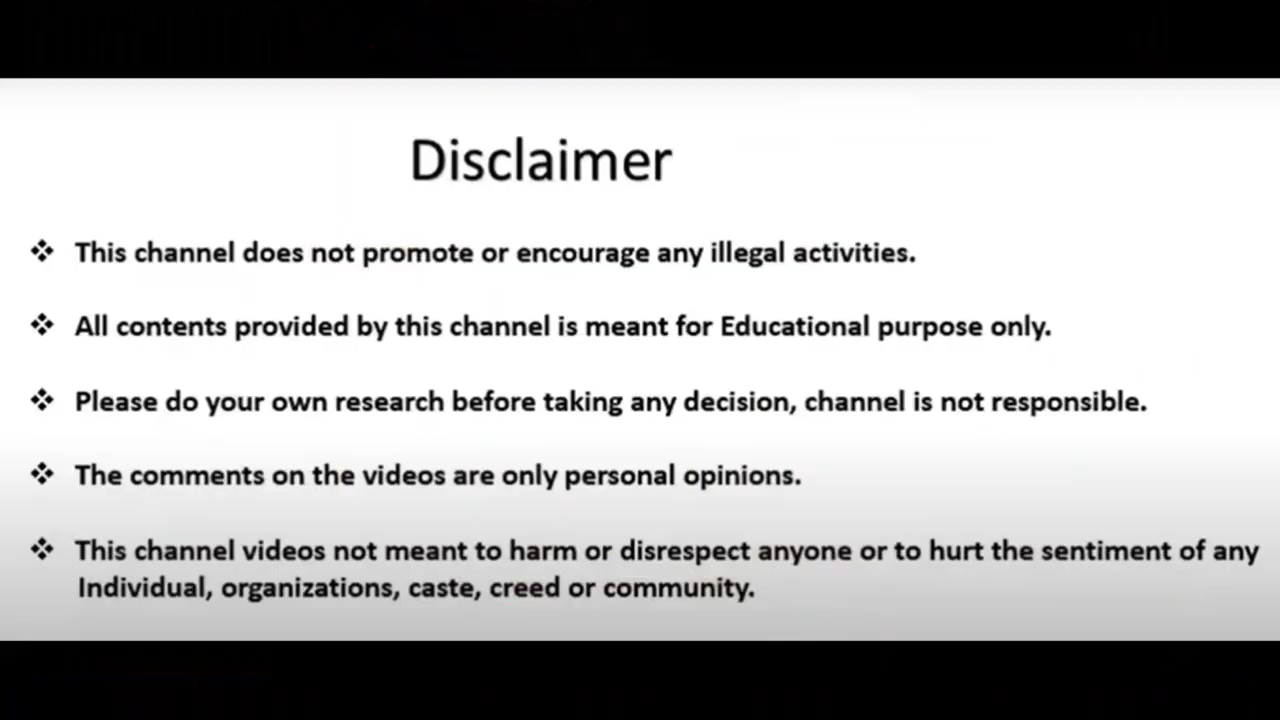 Disclaimer
❖ This channel does not promote or encourage any illegal activities.
❖ All contents provided by this channel is meant for Educational purpose only.
❖ Please do your own research before taking any decision, channel is not responsible.
❖ The comments on the videos are only personal opinions.
❖ This channel videos not meant to harm or disrespect anyone or to hurt the sentiment of any
Individual, organizations, caste, creed or community.